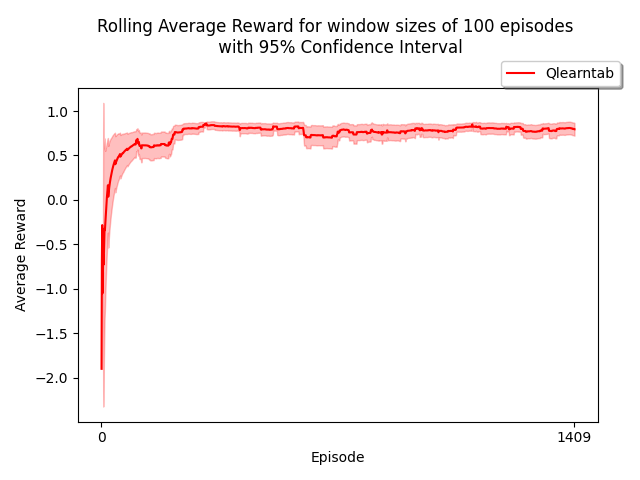 Rolling Average Reward for window sizes of 100 episodes
with 95% Confidence Interval
Qlearntab
1.0
0.5
0.0
−0.5
−1.0
−1.5
−2.0
Average Reward
0
1409
Episode